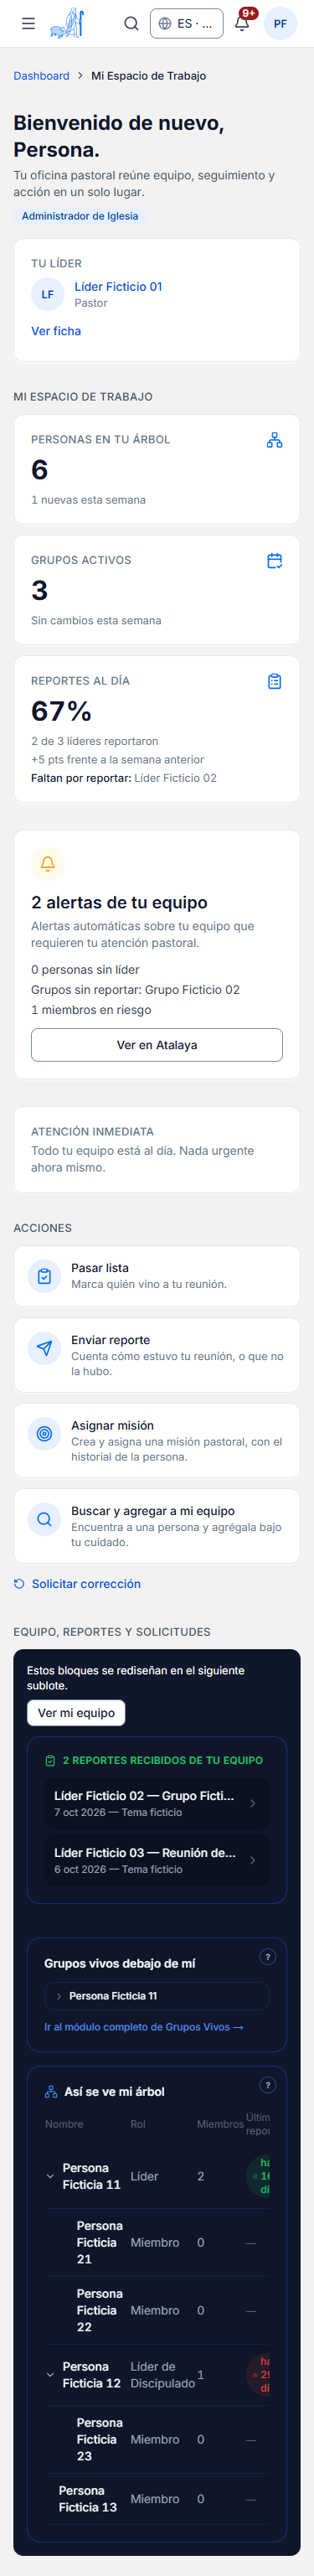 ES · ...
9+
PF
Dashboard > Mi Espacio de Trabajo
Bienvenido de nuevo,
Persona.
Tu oficina pastoral reúne equipo, seguimiento y
acción en un solo lugar.
Administrador de Iglesia
TU LÍDER
LF
Líder Ficticio 01
Pastor
Ver ficha
MI ESPACIO DE TRABAJO
PERSONAS EN TU ÁRBOL
6
1 nuevas esta semana
GRUPOS ACTIVOS
3
Sin cambios esta semana
REPORTES AL DÍA
67%
2 de 3 líderes reportaron
+5 pts frente a la semana anterior
Faltan por reportar: Líder Ficticio 02
2 alertas de tu equipo
Alertas automáticas sobre tu equipo que
requieren tu atención pastoral.
0 personas sin líder
Grupos sin reportar: Grupo Ficticio 02
1 miembros en riesgo
Ver en Atalaya
ATENCIÓN INMEDIATA
Todo tu equipo está al día. Nada urgente
ahora mismo.
ACCIONES
Pasar lista
Marca quién vino a tu reunión.
Enviar reporte
Cuenta cómo estuvo tu reunión, o que no
la hubo.
Asignar misión
Crea y asigna una misión pastoral, con el
historial de la persona.
Buscar y agregar a mi equipo
Encuentra a una persona y agrégala bajo
tu cuidado.
Solicitar corrección
EQUIPO, REPORTES Y SOLICITUDES
Estos bloques se rediseñan en el siguiente
sublote.
Ver mi equipo
2 REPORTES RECIBIDOS DE TU EQUIPO
Líder Ficticio 02 — Grupo Ficti...
7 oct 2026 — Tema ficticio
Líder Ficticio 03 — Reunión de...
6 oct 2026 — Tema ficticio
Grupos vivos debajo de mí
?
Persona Ficticia 11
Ir al módulo completo de Grupos Vivos →
Así se ve mi árbol
?
Nombre Rol Miembros
Persona
Ficticia 11
Líder
2
Persona
Ficticia
21
Miembro
0
—
Persona
Ficticia
22
Miembro
0
—
Persona
Ficticia 12
Líder de
Discipulado
1
Persona
Ficticia
23
Miembro
0
—
Persona
Ficticia 13
Miembro
0
—